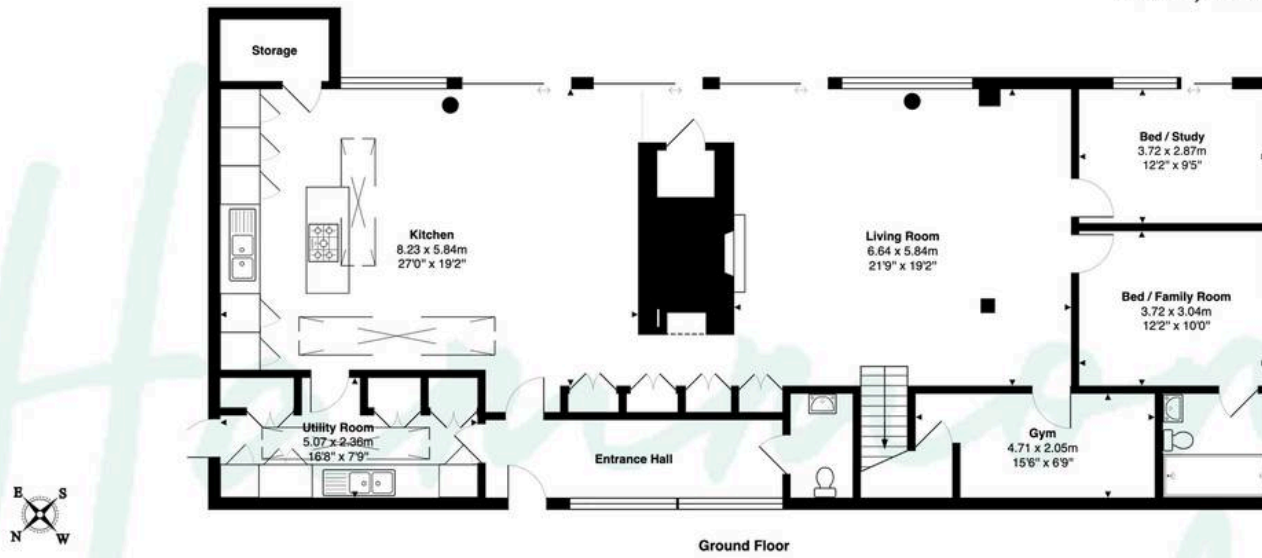 Storage
Kitchen
8.23 x 5.84m
27'0" x 19'2"
Living Room
6.64 x 5.84m
21'9" x 19'2"
Bed / Study
3.72 x 2.87m
12'2" x 9'5"
Bed / Family Room
3.72 x 3.04m
12'2" x 10'0"
Utility Room
5.07 x 2.36m
16'8" x 7'9"
Entrance Hall
Gym
4.71 x 2.05m
15'6" x 6'9"
E S
N W
Ground Floor